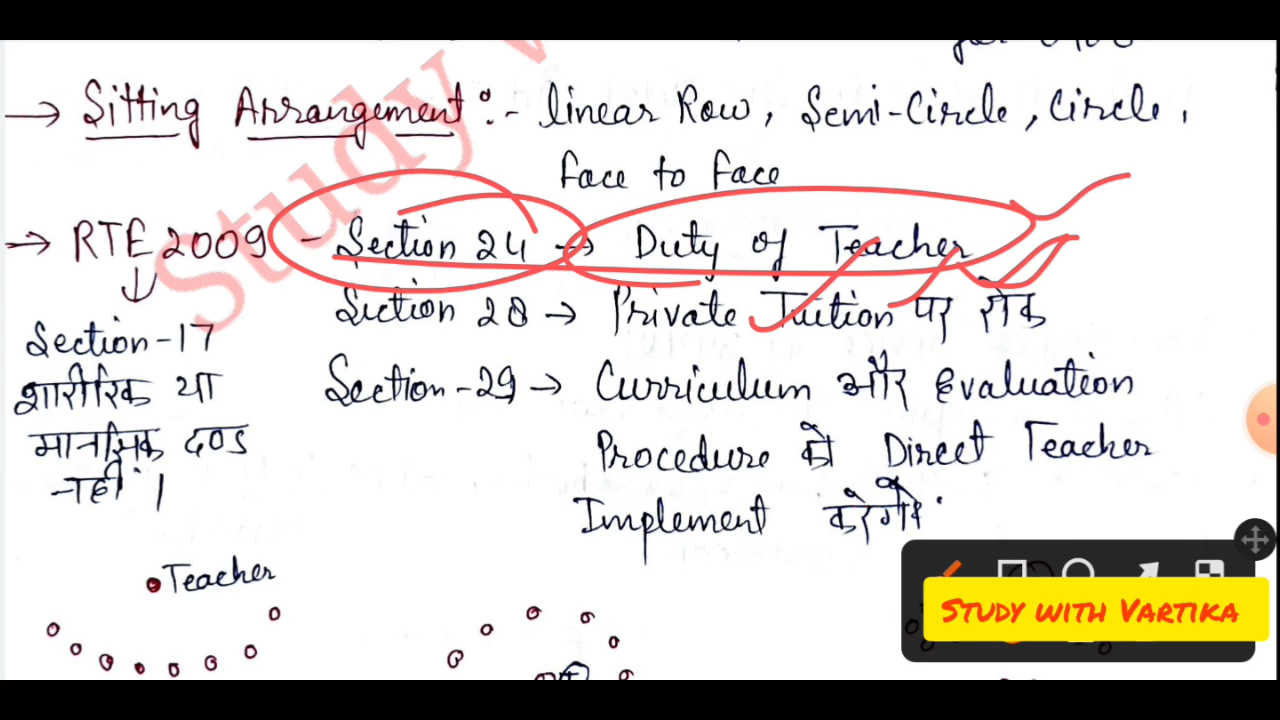 → Sitting Arrangement :- linear Row, Semi-Circle, Circle,
face to face
→ RTE 2009 - Section 24 → Duty of Teacher
Section 28 → Private Tuition पर रोक
Section-17
शारीरिक या
मानसिक दण्ड
नहीं।
Section-29 → Curriculum और Evaluation
Procedure को Direct Teacher
Implement करेंगे।
Teacher
Study
STUDY WITH VARTIKA